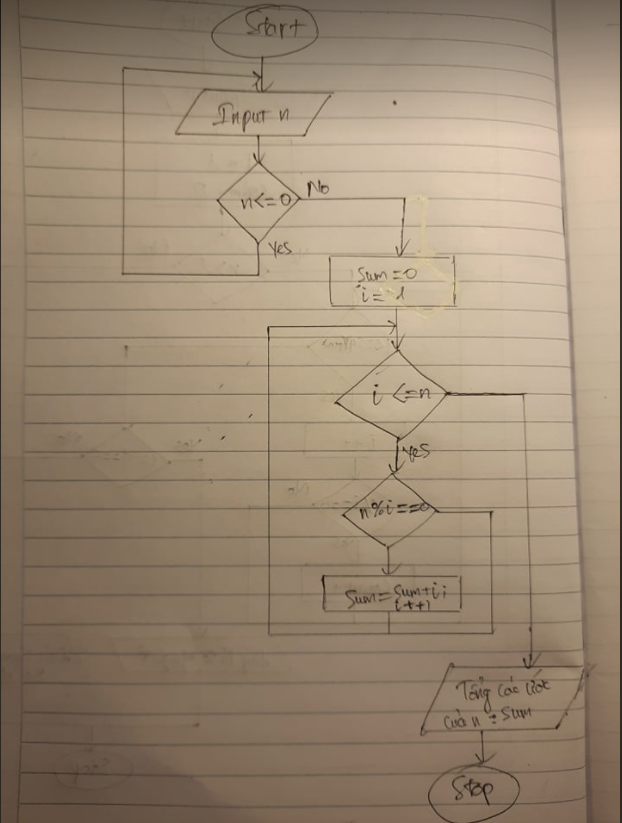 Start
Input n
n<=0
No
Yes
Sum=0
i=1
i <=n
Yes
n%i==0
Sum=Sum+i;
i++;
Tổng các ước
của n = Sum
Stop